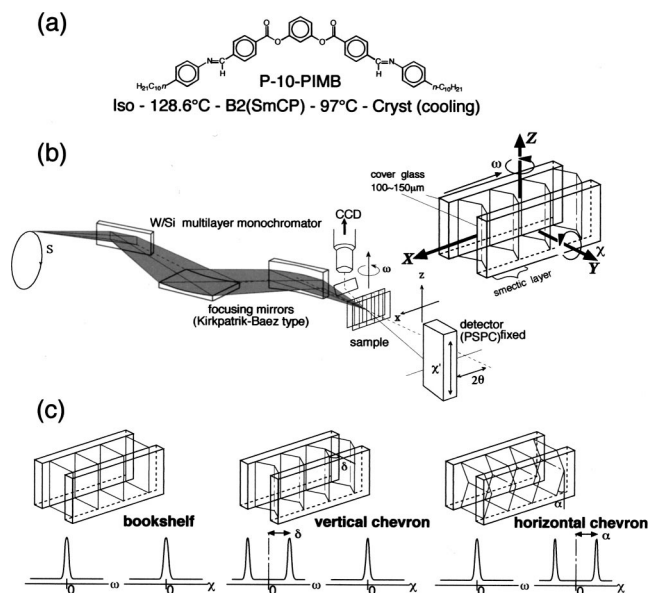 (a)
O
O
N=C
H
O
O
C=N
H
H21C10n
n-C10H21
P-10-PIMB
Iso - 128.6°C - B2(SmCP) - 97°C - Cryst (cooling)
(b)
S
W/Si multilayer monochromator
focusing mirrors
(Kirkpatrik-Baez type)
CCD
ω
sample
x
z
detector
(PSPC)fixed
χ'
2θ
cover glass
100~150μm
ω
Z
X
Y
χ
smectic layer
(c)
bookshelf
0 ω 0 χ
δ
vertical chevron
δ
0 ω 0 χ
α
horizontal chevron
α
0 ω 0 χ